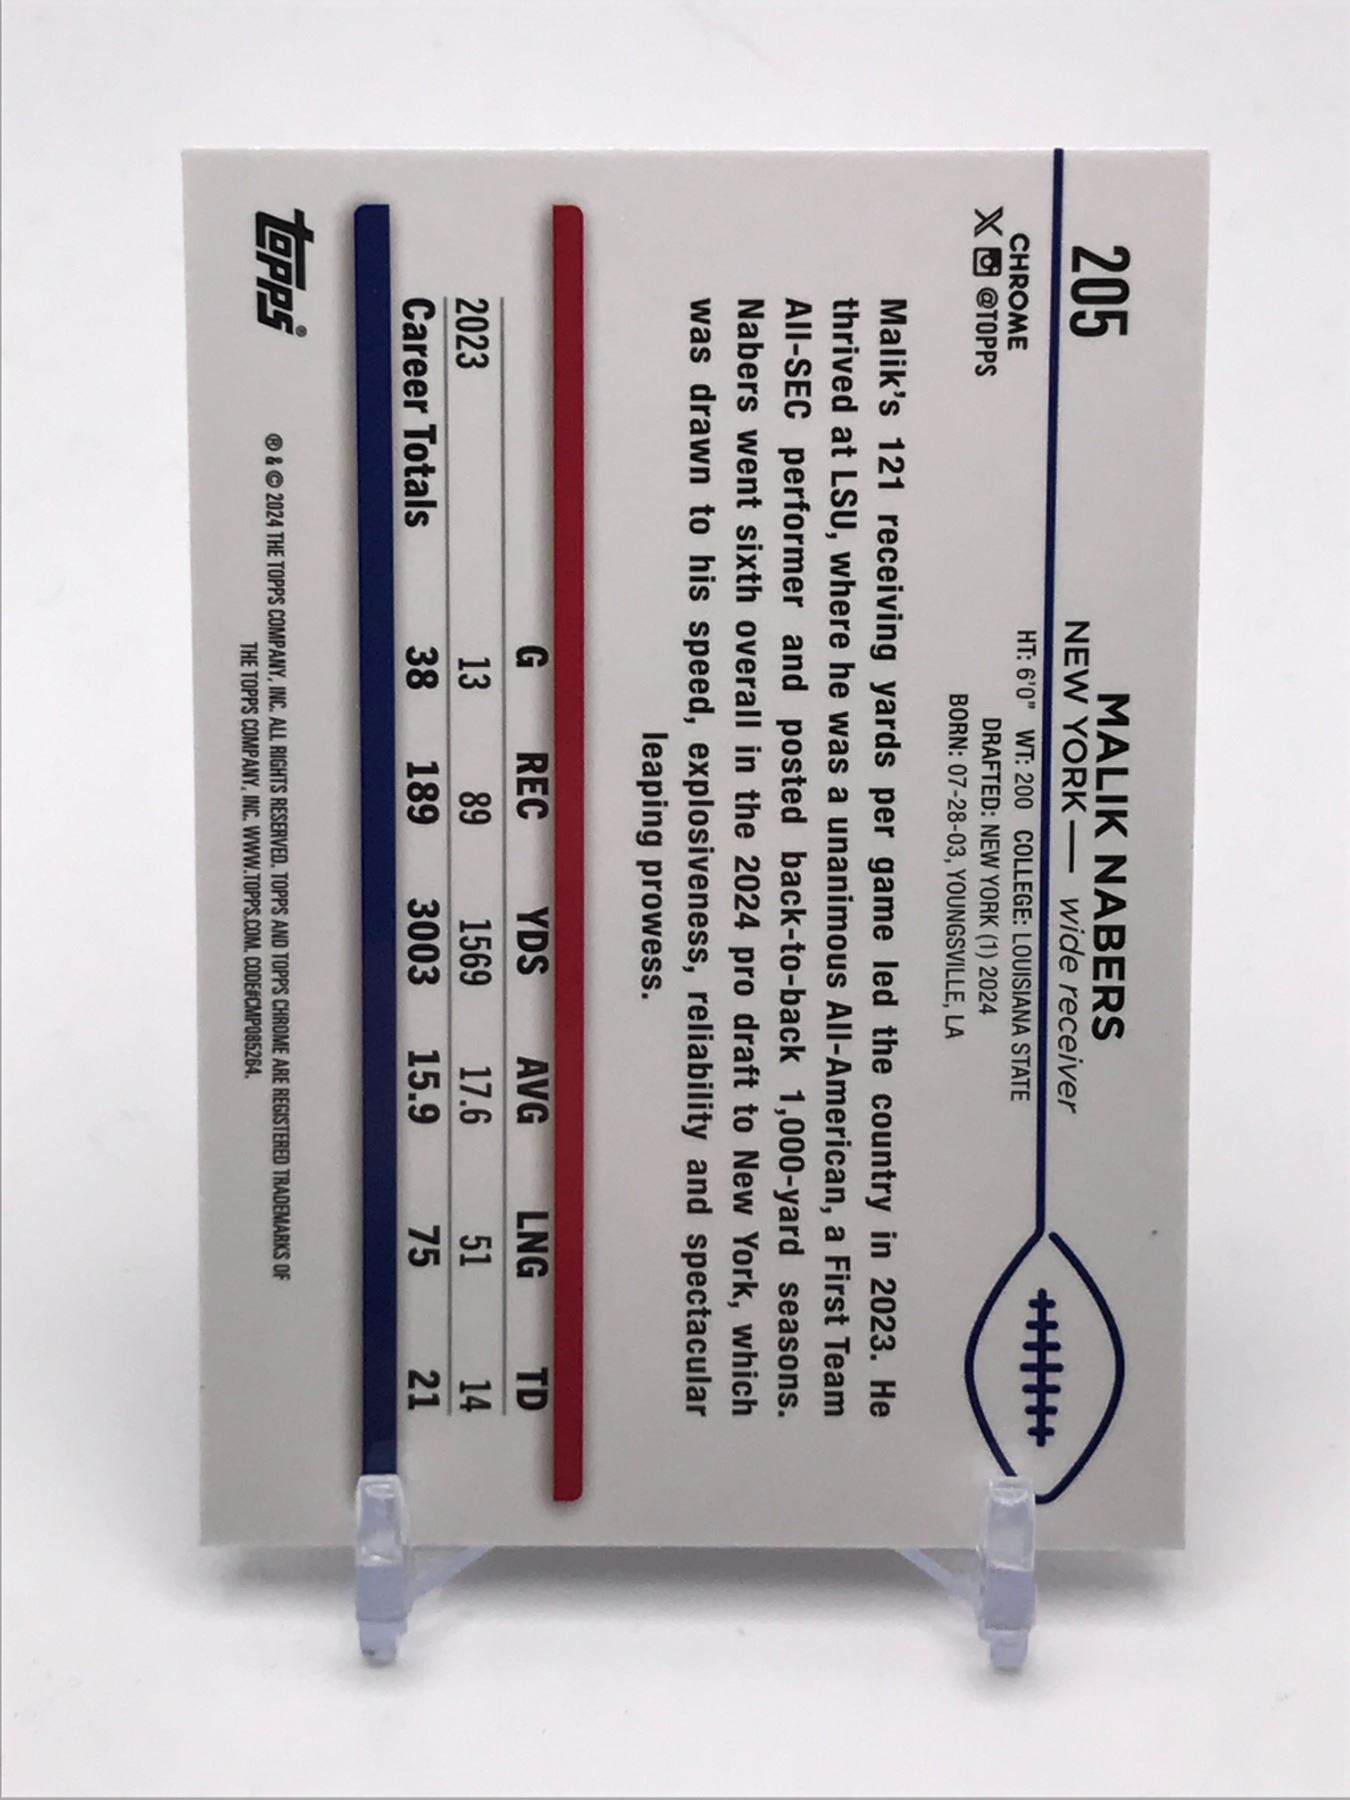 205
MALIK NABERS
NEW YORK— wide receiver
CHROME
X @TOPPS
HT: 6'0" WT: 200 COLLEGE: LOUISIANA STATE
DRAFTED: NEW YORK (1) 2024
BORN: 07-28-03, YOUNGSVILLE, LA
Malik's 121 receiving yards per game led the country in 2023. He
thrived at LSU, where he was a unanimous All-American, a First Team
All-SEC performer and posted back-to-back 1,000-yard seasons.
Nabers went sixth overall in the 2024 pro draft to New York, which
was drawn to his speed, explosiveness, reliability and spectacular
leaping prowess.
G REC YDS AVG LNG TD
2023 13 89 1569 17.6 51 14
Career Totals 38 189 3003 15.9 75 21
topps®
® & © 2024 THE TOPPS COMPANY, INC. ALL RIGHTS RESERVED. TOPPS AND TOPPS CHROME ARE REGISTERED TRADEMARKS OF
THE TOPPS COMPANY, INC. WWW.TOPPS.COM. CODE#CMP085264.